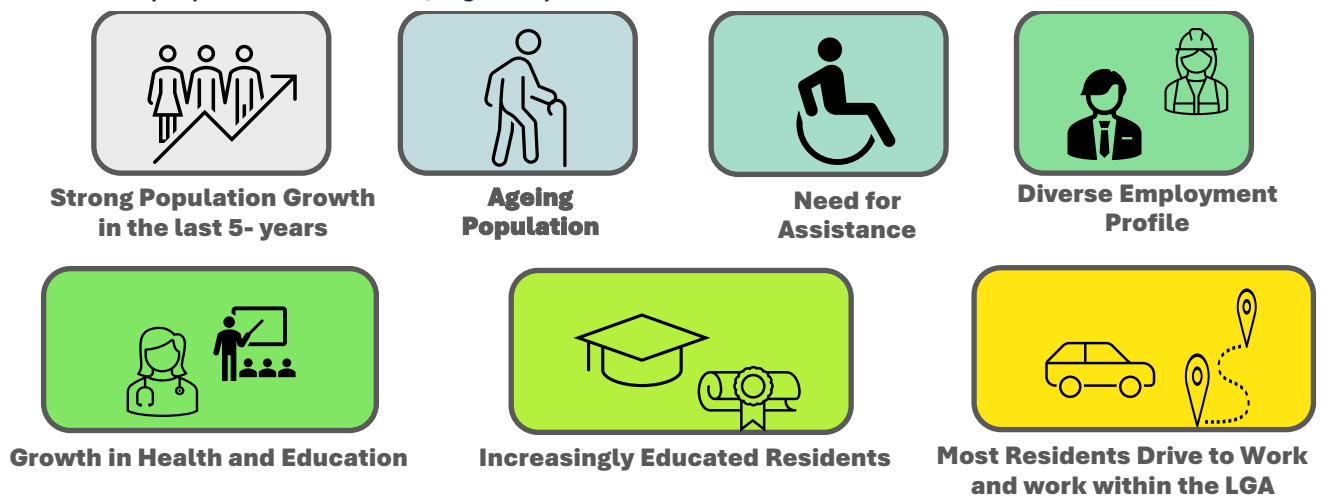 Strong Population Growth
in the last 5- years
Ageing
Population
Need for
Assistance
Diverse Employment
Profile
Growth in Health and Education
Increasingly Educated Residents
Most Residents Drive to Work
and work within the LGA